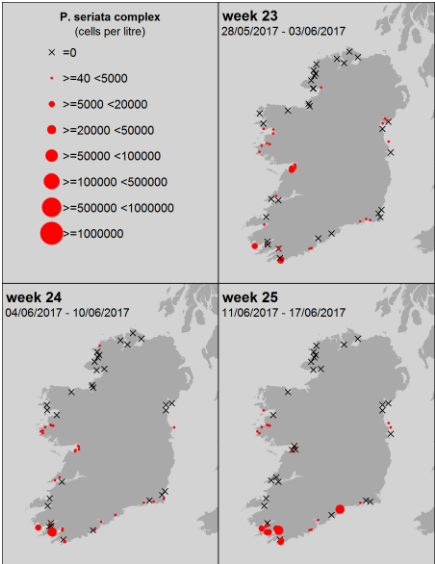 P. seriata complex
(cells per litre)
=0
>=40 <5000
>=5000 <20000
>=20000 <50000
>=50000 <100000
>=100000 <500000
>=500000 <1000000
>=1000000
week 23
28/05/2017 - 03/06/2017
week 24
04/06/2017 - 10/06/2017
week 25
11/06/2017 - 17/06/2017